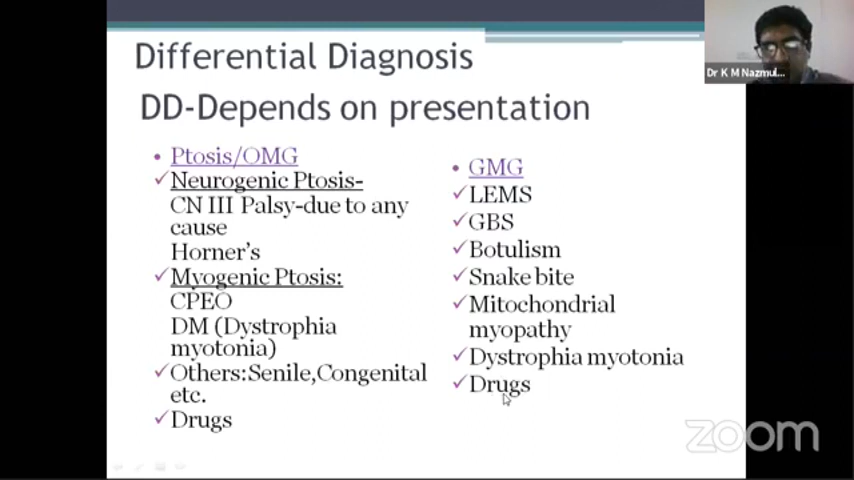 Differential Diagnosis
DD-Depends on presentation
• Ptosis/OMG
✓Neurogenic Ptosis-
CN III Palsy-due to any
cause
Horner's
✓Myogenic Ptosis:
CPEO
DM (Dystrophia
myotonia)
✓Others:Senile,Congenital
etc.
✓Drugs
• GMG
✓LEMS
✓GBS
✓Botulism
✓Snake bite
✓Mitochondrial
myopathy
✓Dystrophia myotonia
✓Drugs
Dr K M Nazmul...
zoom